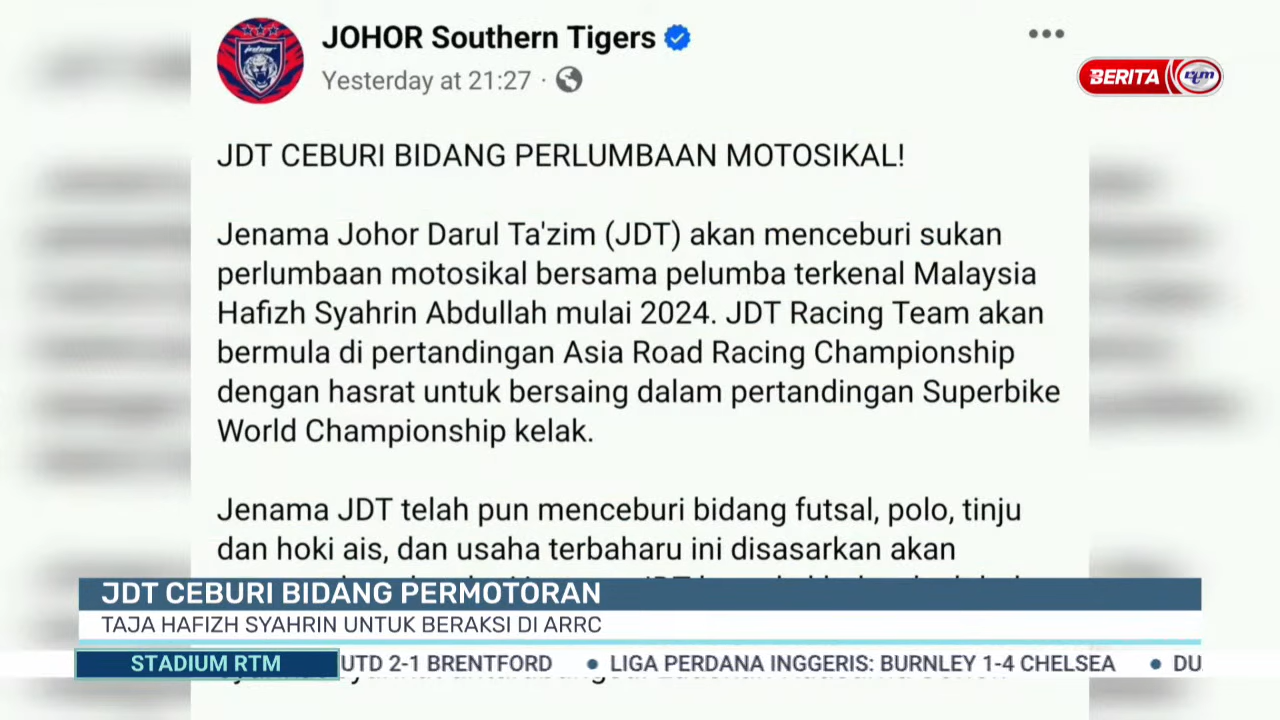 JOHOR Southern Tigers
Yesterday at 21:27 ·
BERITA rtm
JDT CEBURI BIDANG PERLUMBAAN MOTOSIKAL!
Jenama Johor Darul Ta'zim (JDT) akan menceburi sukan
perlumbaan motosikal bersama pelumba terkenal Malaysia
Hafizh Syahrin Abdullah mulai 2024. JDT Racing Team akan
bermula di pertandingan Asia Road Racing Championship
dengan hasrat untuk bersaing dalam pertandingan Superbike
World Championship kelak.
Jenama JDT telah pun menceburi bidang futsal, polo, tinju
dan hoki ais, dan usaha terbaharu ini disasarkan akan
JDT CEBURI BIDANG PERMOTORAN
TAJA HAFIZH SYAHRIN UNTUK BERAKSI DI ARRC
STADIUM RTM UTD 2-1 BRENTFORD • LIGA PERDANA INGGERIS: BURNLEY 1-4 CHELSEA • DU